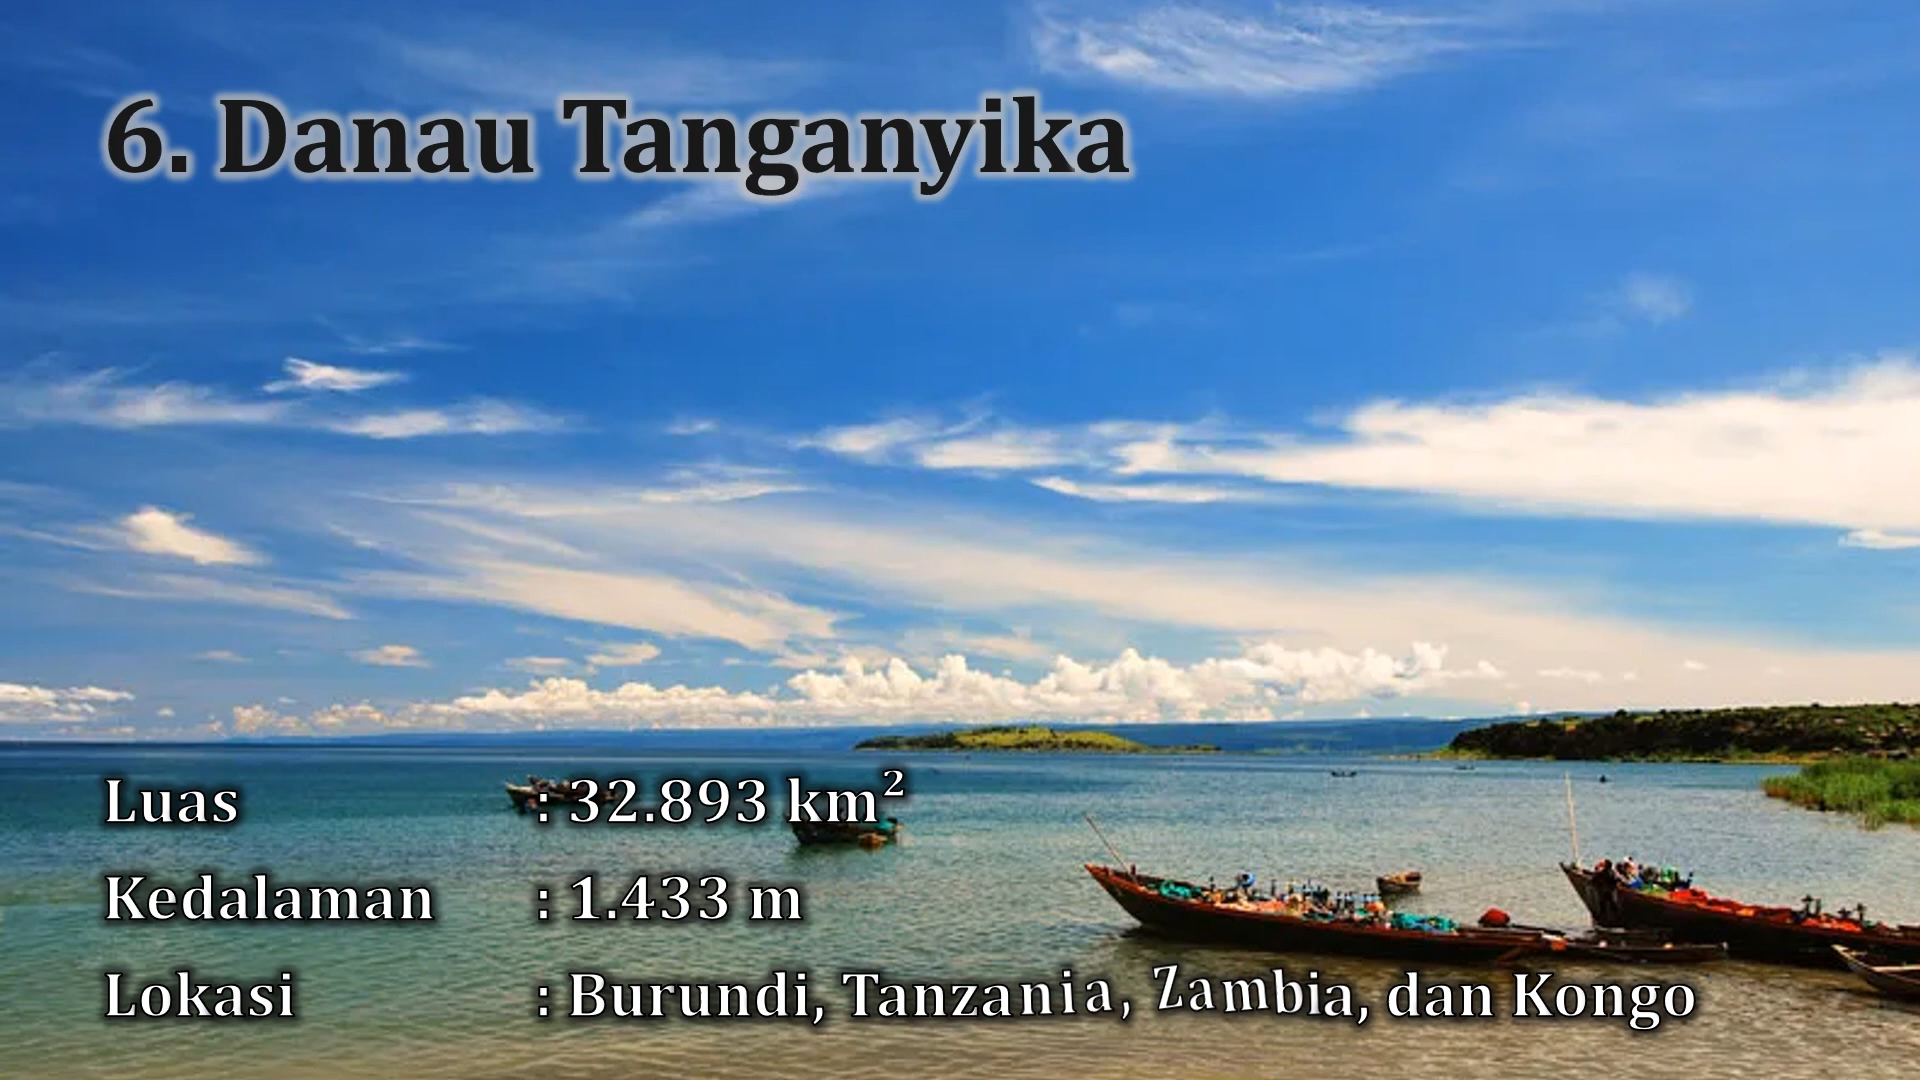 6. Danau Tanganyika
Luas : 32.893 km²
Kedalaman : 1.433 m
Lokasi : Burundi, Tanzania, Zambia, dan Kongo